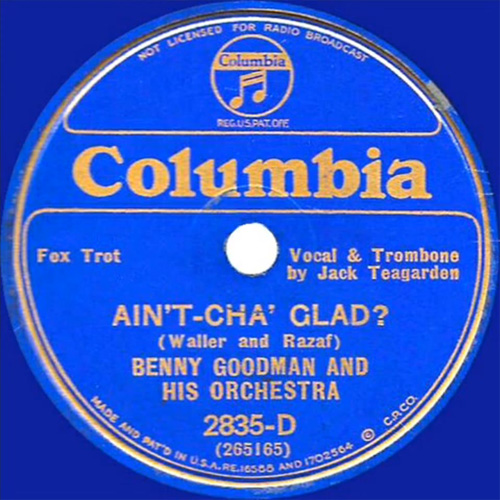 NOT LICENSED FOR RADIO BROADCAST
Columbia
REG.U.S.PAT.OFF.
Columbia
Fox Trot
Vocal & Trombone
by Jack Teagarden
AIN'T-CHA' GLAD?
(Waller and Razaf)
BENNY GOODMAN AND
HIS ORCHESTRA
2835-D
(265165)
MADE AND PAT'D IN U.S.A. RE.16588 AND 1702564 © C.P.CO.